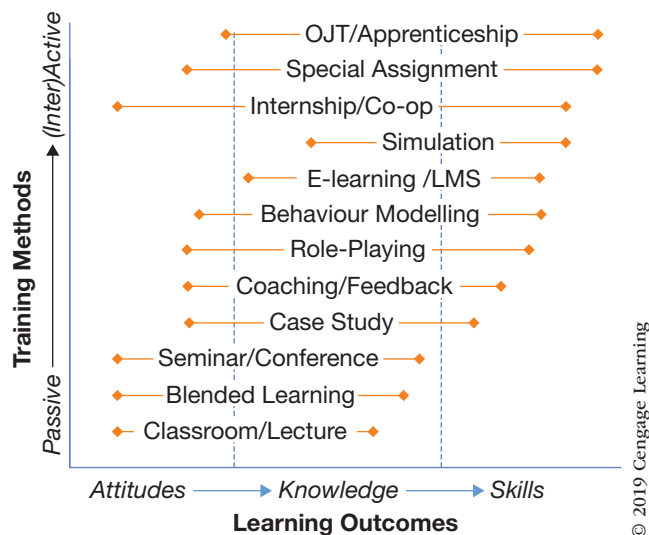 OJT/Apprenticeship
Special Assignment
Internship/Co-op
Simulation
E-learning /LMS
Behaviour Modelling
Role-Playing
Coaching/Feedback
Case Study
Seminar/Conference
Blended Learning
Classroom/Lecture
Training Methods
Passive
(Inter)Active
Attitudes Knowledge Skills
Learning Outcomes
© 2019 Cengage Learning